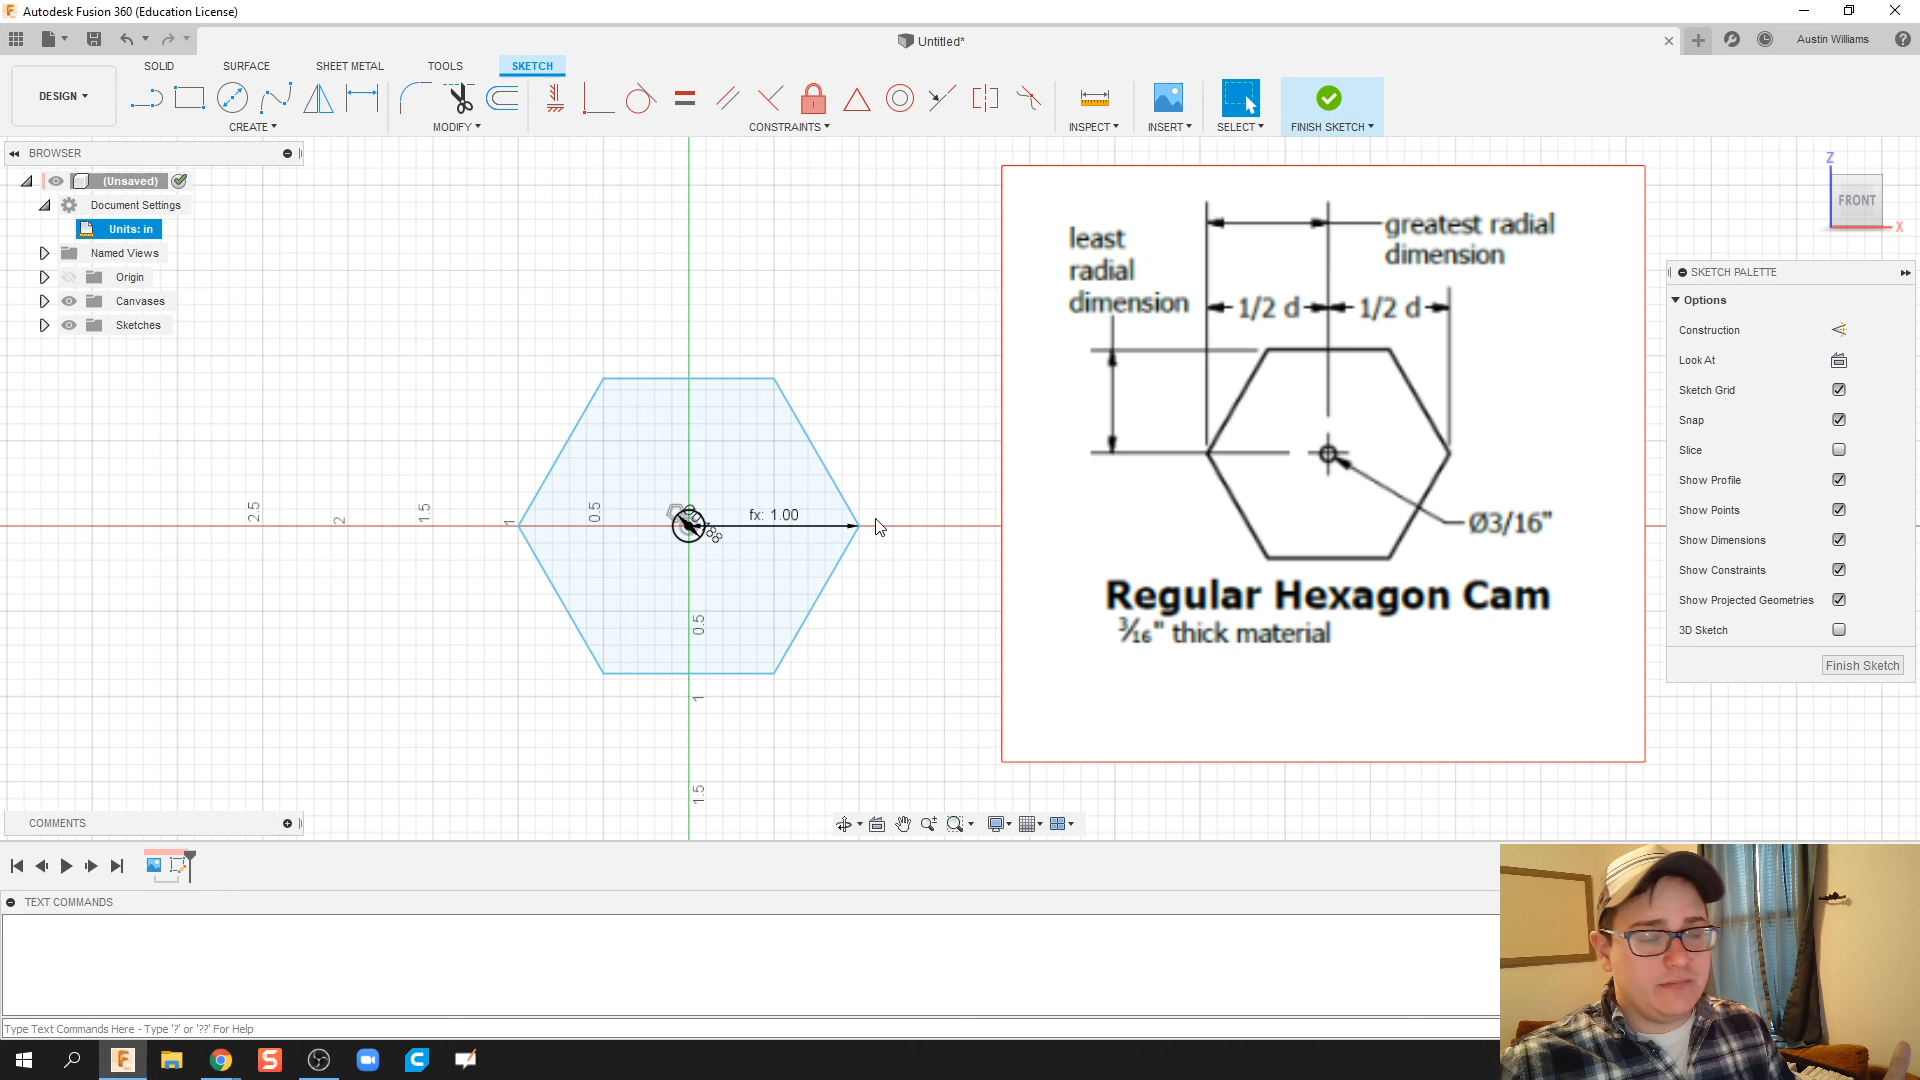 Autodesk Fusion 360 (Education License)
Untitled*
Austin Williams
DESIGN
SOLID
SURFACE
SHEET METAL
TOOLS
SKETCH
CREATE
MODIFY
CONSTRAINTS
INSPECT
INSERT
SELECT
FINISH SKETCH
BROWSER
(Unsaved)
Document Settings
Units: in
Named Views
Origin
Canvases
Sketches
2.5
2
1.5
1
0.5
fx: 1.00
0.5
1
1.5
least
radial
dimension
greatest radial
dimension
1/2 d
1/2 d
Ø3/16"
Regular Hexagon Cam
3/16" thick material
Z
FRONT
X
SKETCH PALETTE
Options
Construction
Look At
Sketch Grid
Snap
Slice
Show Profile
Show Points
Show Dimensions
Show Constraints
Show Projected Geometries
3D Sketch
Finish Sketch
COMMENTS
TEXT COMMANDS
Type Text Commands Here - Type '?' or '??' For Help